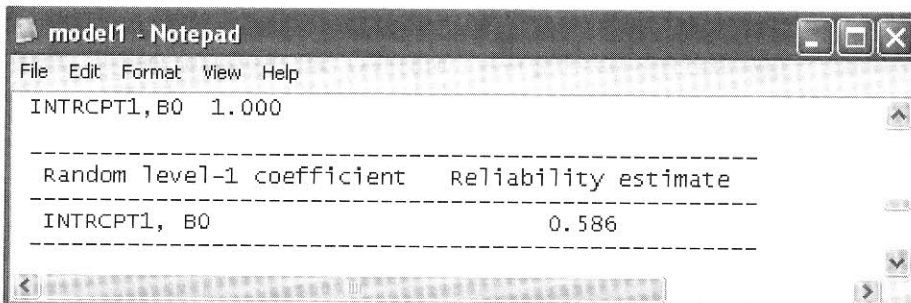 model1 - Notepad
File Edit Format View Help
INTRCPT1,B0 1.000
Random level-1 coefficient Reliability estimate
INTRCPT1, B0 0.586